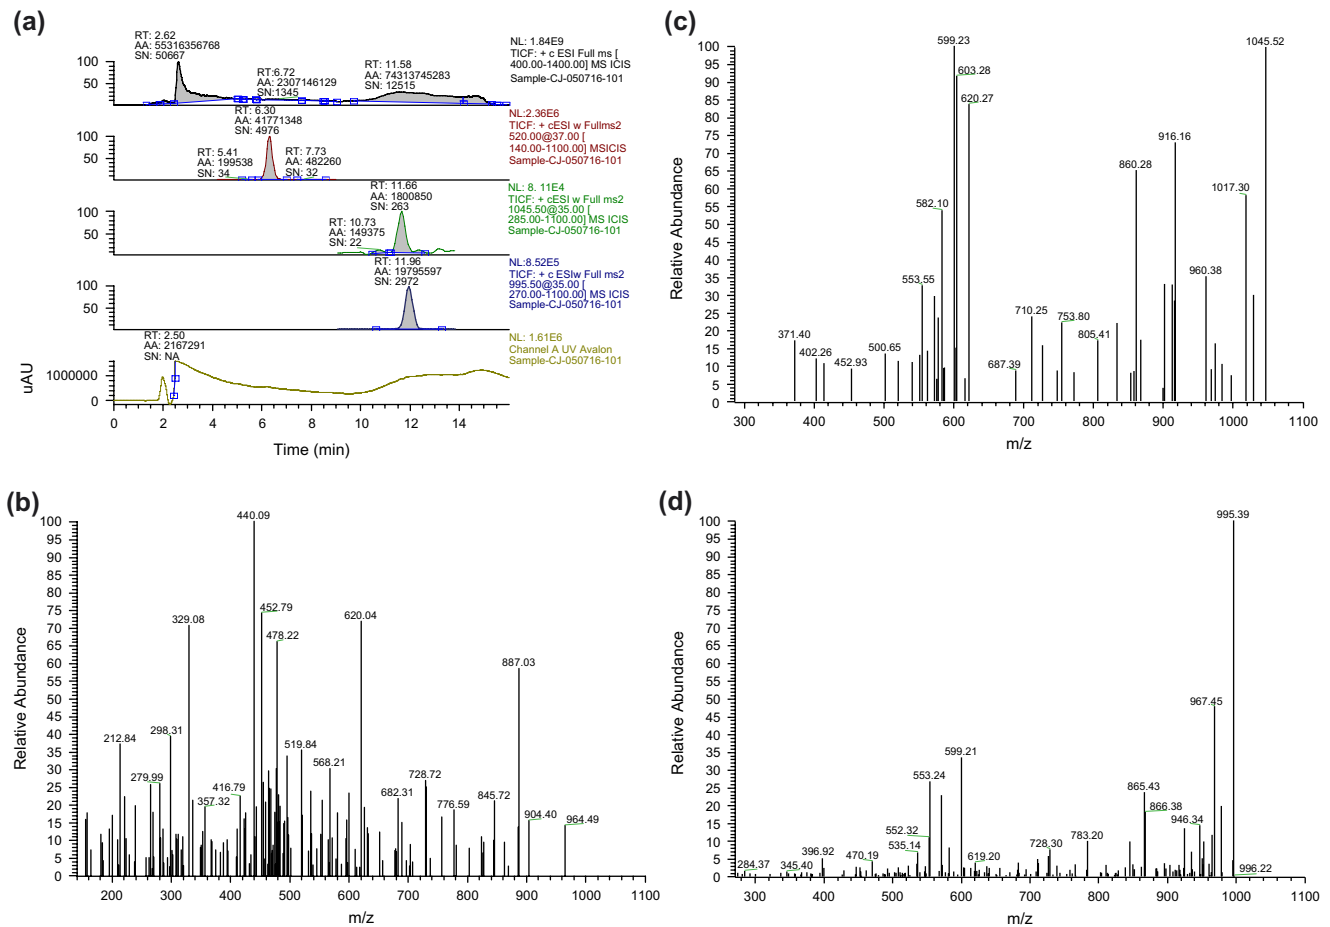 (a)
RT: 2.62
AA: 55316356768
SN: 50667
RT:6.72
AA: 2307146129
SN:1345
RT: 11.58
AA: 74313745283
SN: 12515
NL: 1.84E9
TICF: + c ESI Full ms [
400.00-1400.00] MS ICIS
Sample-CJ-050716-101
100
50
RT: 6.30
AA: 41771348
SN: 4976
RT: 5.41
AA: 199538
SN: 34
RT: 7.73
AA: 482260
SN: 32
NL:2.36E6
TICF: + cESI w Fullms2
520.00@37.00 [
140.00-1100.00] MSICIS
Sample-CJ-050716-101
100
50
RT: 11.66
AA: 1800850
SN: 263
RT: 10.73
AA: 149375
SN: 22
NL: 8. 11E4
TICF: + cESI w Full ms2
1045.50@35.00 [
285.00-1100.00] MS ICIS
Sample-CJ-050716-101
100
50
RT: 11.96
AA: 19795597
SN: 2972
NL:8.52E5
TICF: + c ESIw Full ms2
995.50@35.00 [
270.00-1100.00] MS ICIS
Sample-CJ-050716-101
100
50
RT: 2.50
AA: 2167291
SN: NA
NL: 1.61E6
Channel A UV Avalon
Sample-CJ-050716-101
uAU
1000000
0
0 2 4 6 8 10 12 14
Time (min)
(c)
Relative Abundance
100
95
90
85
80
75
70
65
60
55
50
45
40
35
30
25
20
15
10
5
0
599.23
1045.52
603.28
620.27
916.16
860.28
1017.30
582.10
960.38
553.55
710.25
753.80
371.40
805.41
500.65
402.26
452.93
687.39
300 400 500 600 700 800 900 1000 1100
m/z
(b)
Relative Abundance
100
95
90
85
80
75
70
65
60
55
50
45
40
35
30
25
20
15
10
5
0
440.09
452.79
620.04
329.08
478.22
887.03
298.31
212.84
519.84
568.21
279.99
728.72
416.79
682.31
845.72
357.32
776.59
904.40
964.49
200 300 400 500 600 700 800 900 1000 1100
m/z
(d)
Relative Abundance
100
95
90
85
80
75
70
65
60
55
50
45
40
35
30
25
20
15
10
5
0
995.39
967.45
599.21
553.24
865.43
866.38
946.34
552.32
783.20
535.14
728.30
396.92
470.19
619.20
284.37
345.40
996.22
300 400 500 600 700 800 900 1000 1100
m/z